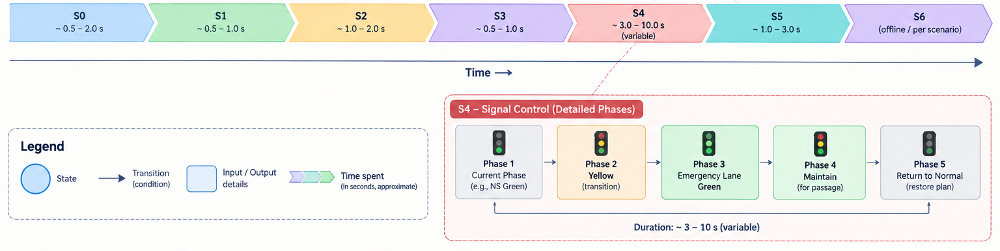 S0
~ 0.5 – 2.0 s
S1
~ 0.5 – 1.0 s
S2
~ 1.0 – 2.0 s
S3
~ 0.5 – 1.0 s
S4
~ 3.0 – 10.0 s
(variable)
S5
~ 1.0 – 3.0 s
S6
(offline / per scenario)
Time
Legend
State
Transition
(condition)
Input / Output
details
Time spent
(in seconds, approximate)
S4 – Signal Control (Detailed Phases)
Phase 1
Current Phase
(e.g., NS Green)
Phase 2
Yellow
(transition)
Phase 3
Emergency Lane
Green
Phase 4
Maintain
(for passage)
Phase 5
Return to Normal
(restore plan)
Duration: ~ 3 – 10 s (variable)